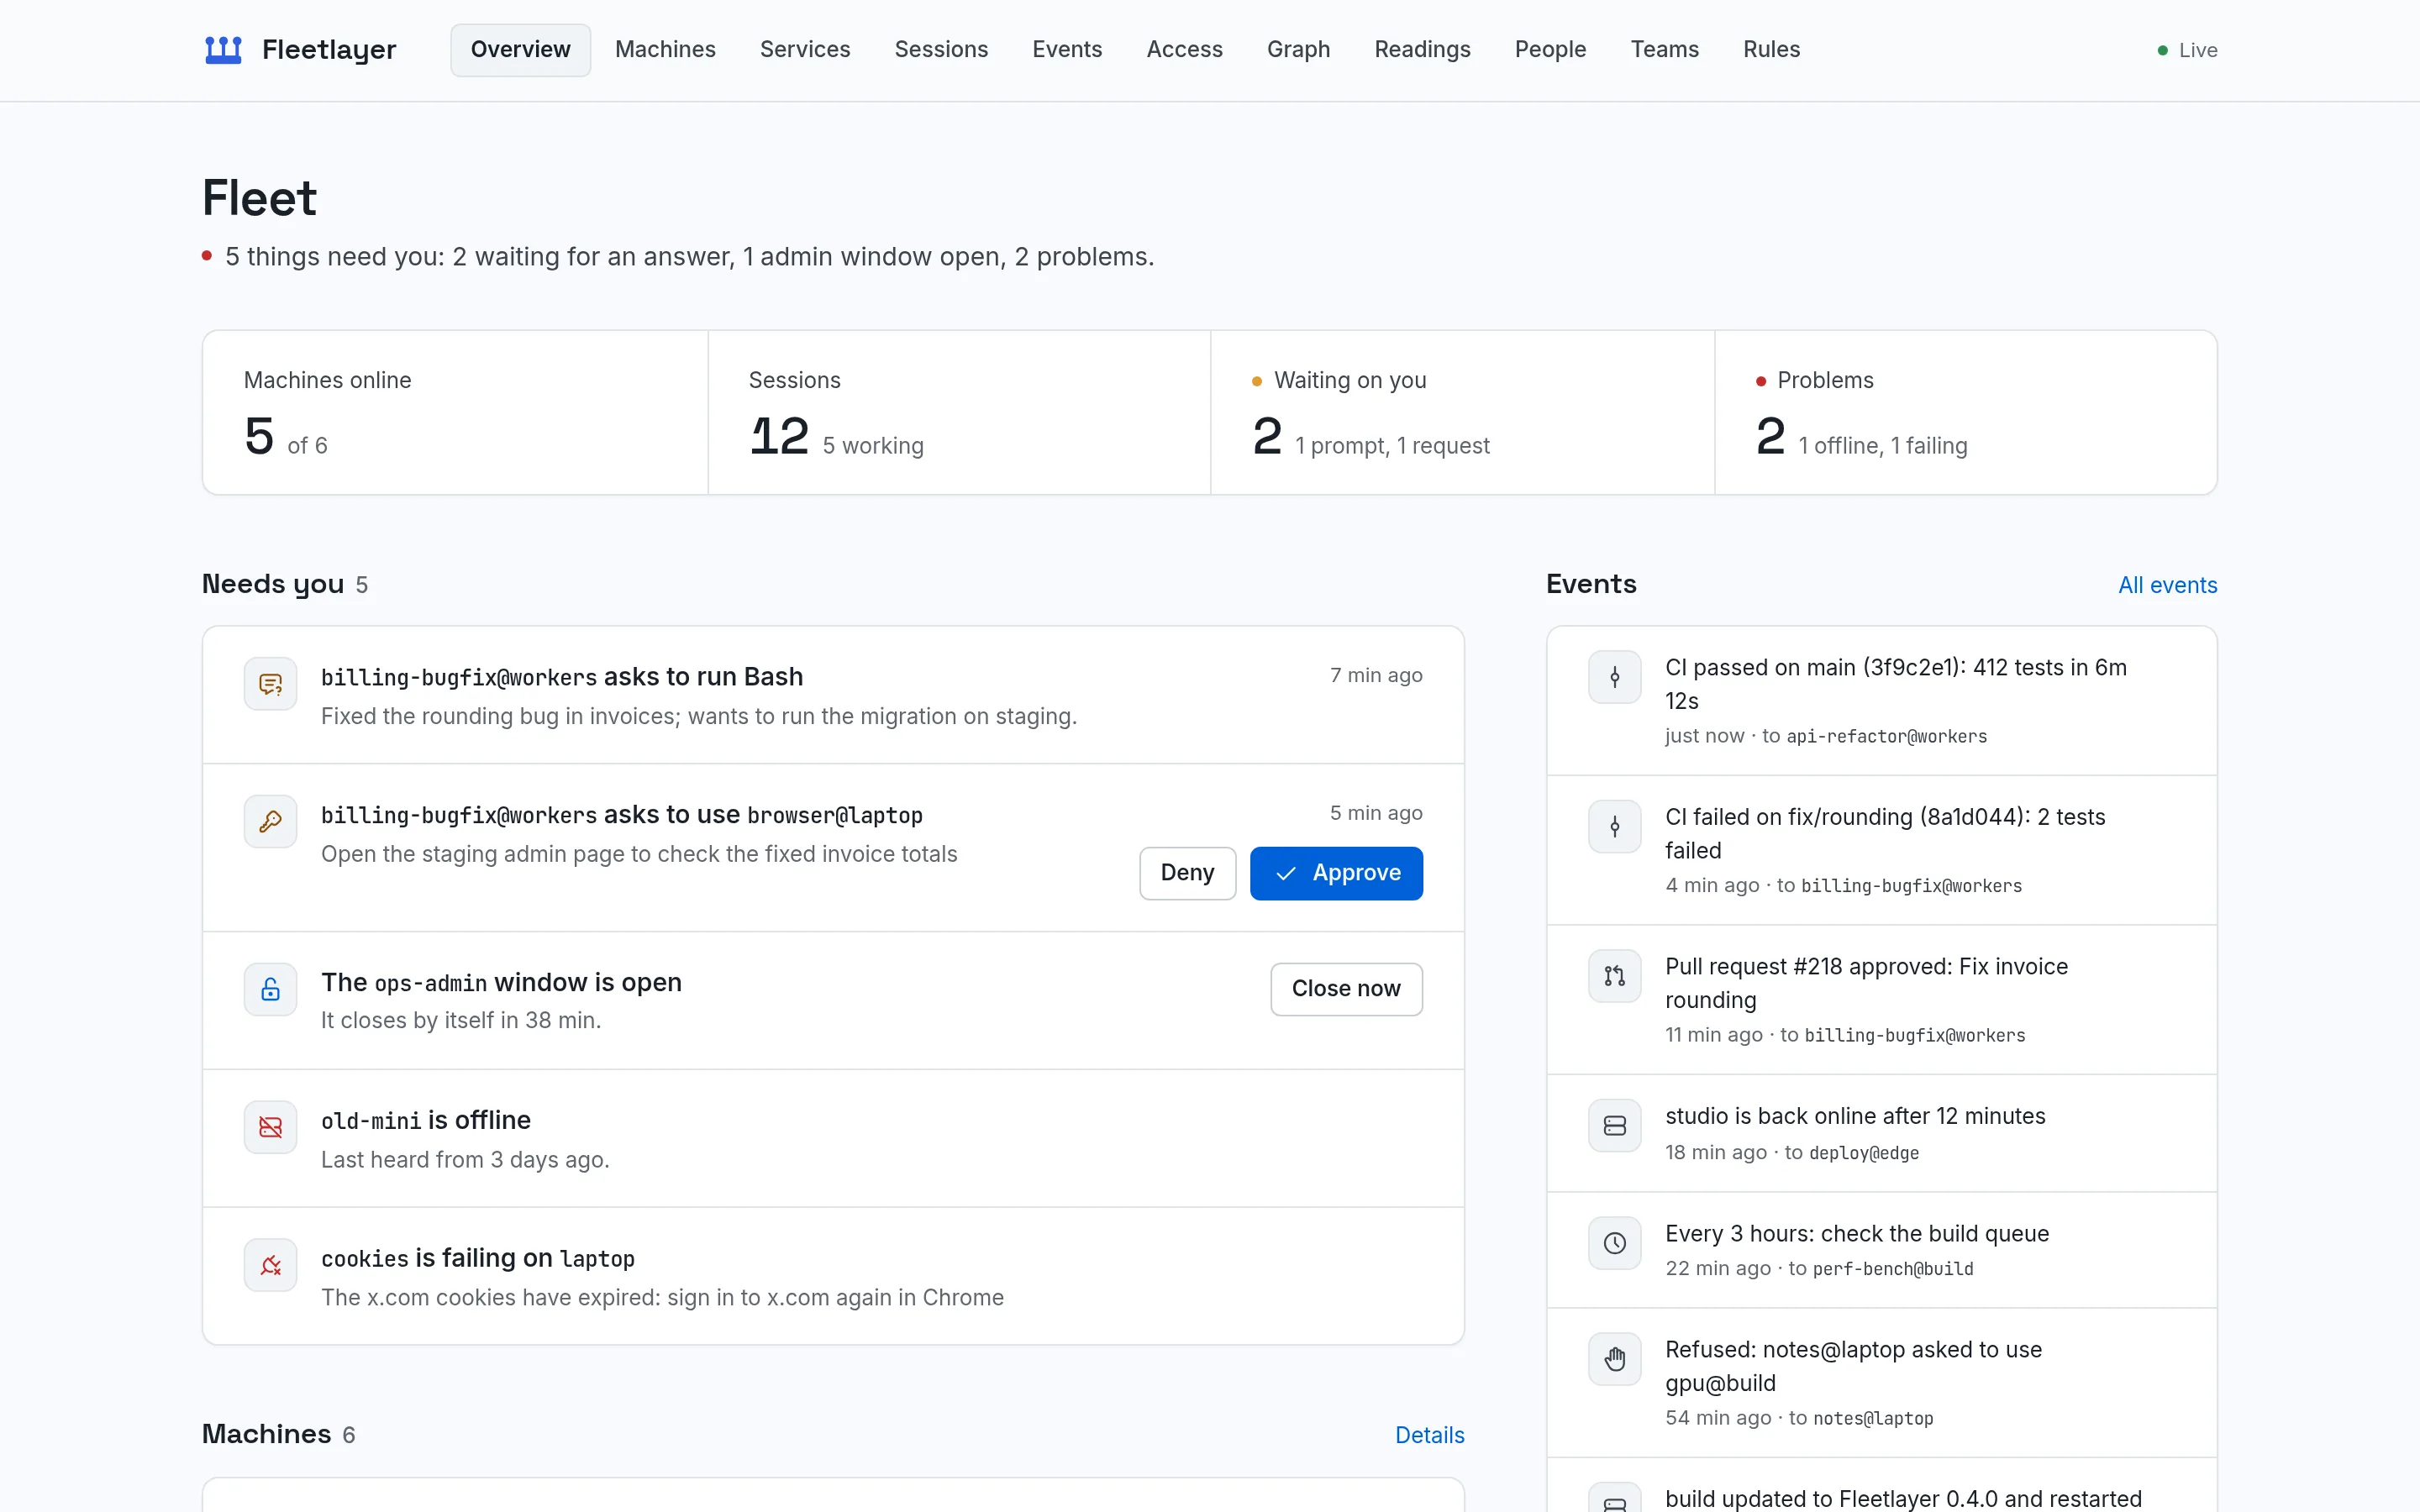 Fleetlayer
Overview
Machines
Services
Sessions
Events
Access
Graph
Readings
People
Teams
Rules
Live
Fleet
5 things need you: 2 waiting for an answer, 1 admin window open, 2 problems.
Machines online
5 of 6
Sessions
12 5 working
Waiting on you
2 1 prompt, 1 request
Problems
2 1 offline, 1 failing
Needs you 5
billing-bugfix@workers asks to run Bash
7 min ago
Fixed the rounding bug in invoices; wants to run the migration on staging.
billing-bugfix@workers asks to use browser@laptop
5 min ago
Open the staging admin page to check the fixed invoice totals
Deny
Approve
The ops-admin window is open
It closes by itself in 38 min.
Close now
old-mini is offline
Last heard from 3 days ago.
cookies is failing on laptop
The x.com cookies have expired: sign in to x.com again in Chrome
Machines 6
Details
Events
All events
CI passed on main (3f9c2e1): 412 tests in 6m
12s
just now · to api-refactor@workers
CI failed on fix/rounding (8a1d044): 2 tests
failed
4 min ago · to billing-bugfix@workers
Pull request #218 approved: Fix invoice
rounding
11 min ago · to billing-bugfix@workers
studio is back online after 12 minutes
18 min ago · to deploy@edge
Every 3 hours: check the build queue
22 min ago · to perf-bench@build
Refused: notes@laptop asked to use
gpu@build
54 min ago · to notes@laptop
build updated to Fleetlayer 0.4.0 and restarted